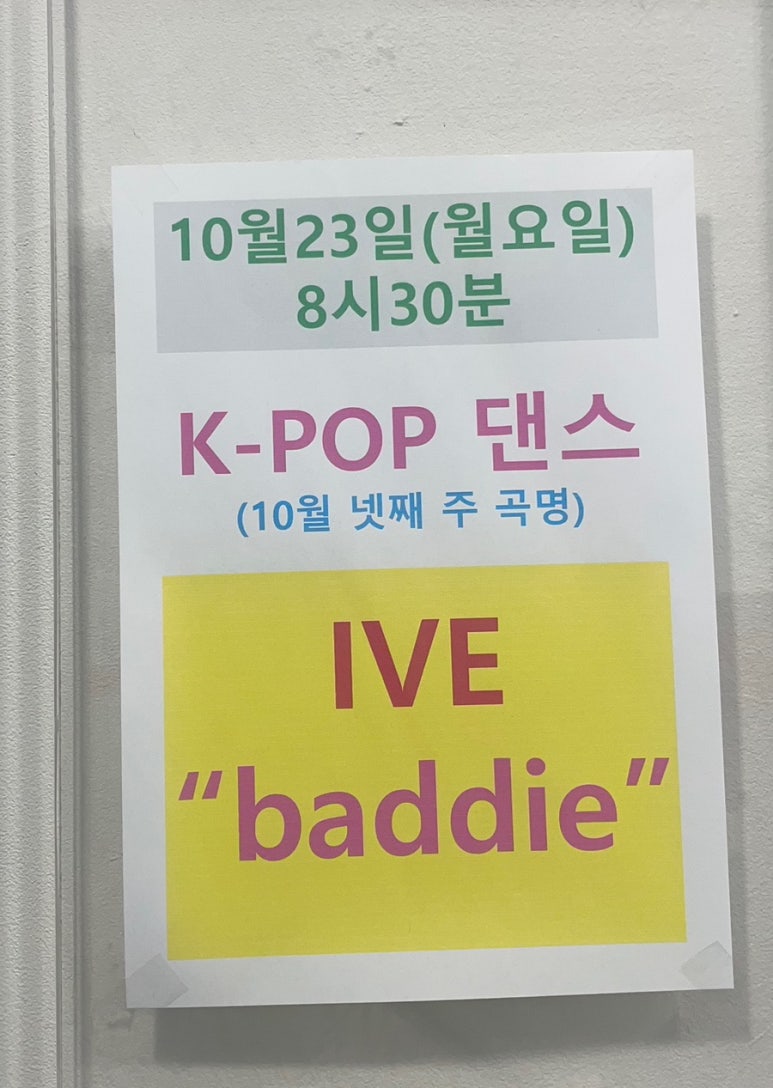 10월23일(월요일)
8시30분
K-POP 댄스
(10월 넷째 주 곡명)
IVE
“baddie”